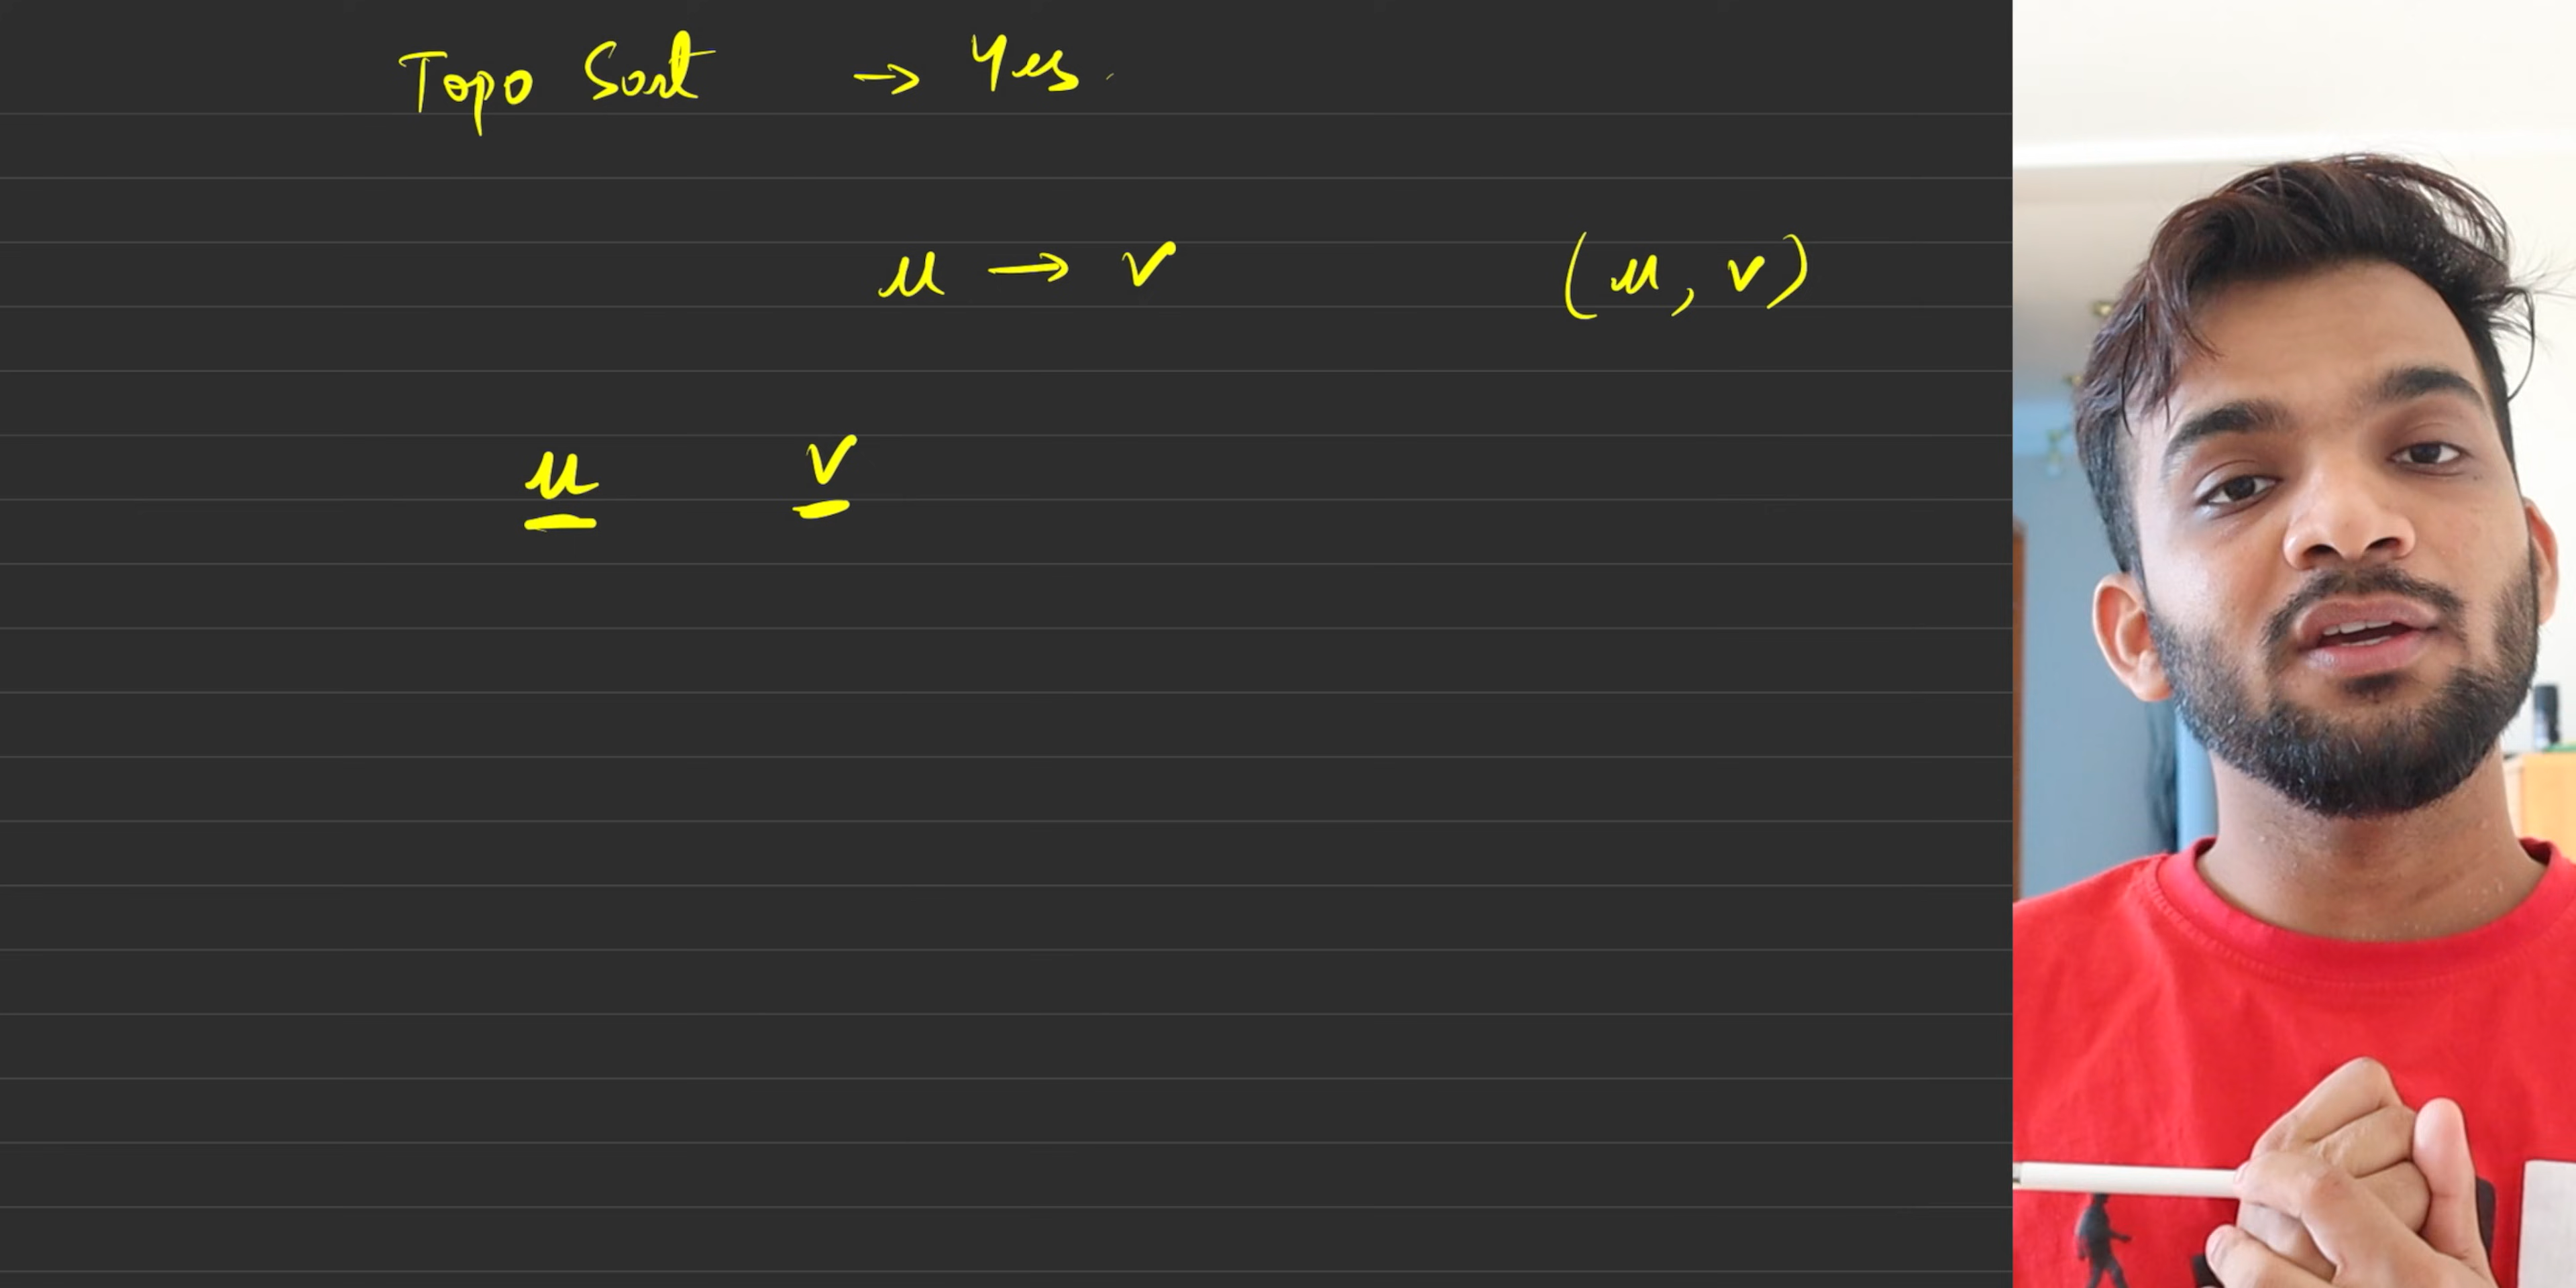 Topo Sort → Yes.
u → v (u, v)
u v